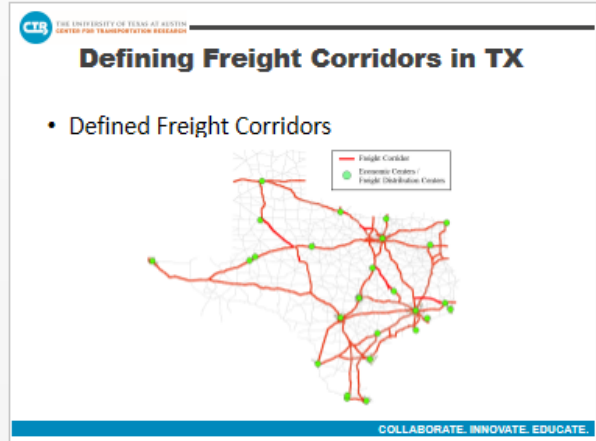 CTR
THE UNIVERSITY OF TEXAS AT AUSTIN
CENTER FOR TRANSPORTATION RESEARCH
Defining Freight Corridors in TX
• Defined Freight Corridors
Freight Corridor
Economic Centers /
Freight Distribution Centers
COLLABORATE. INNOVATE. EDUCATE.